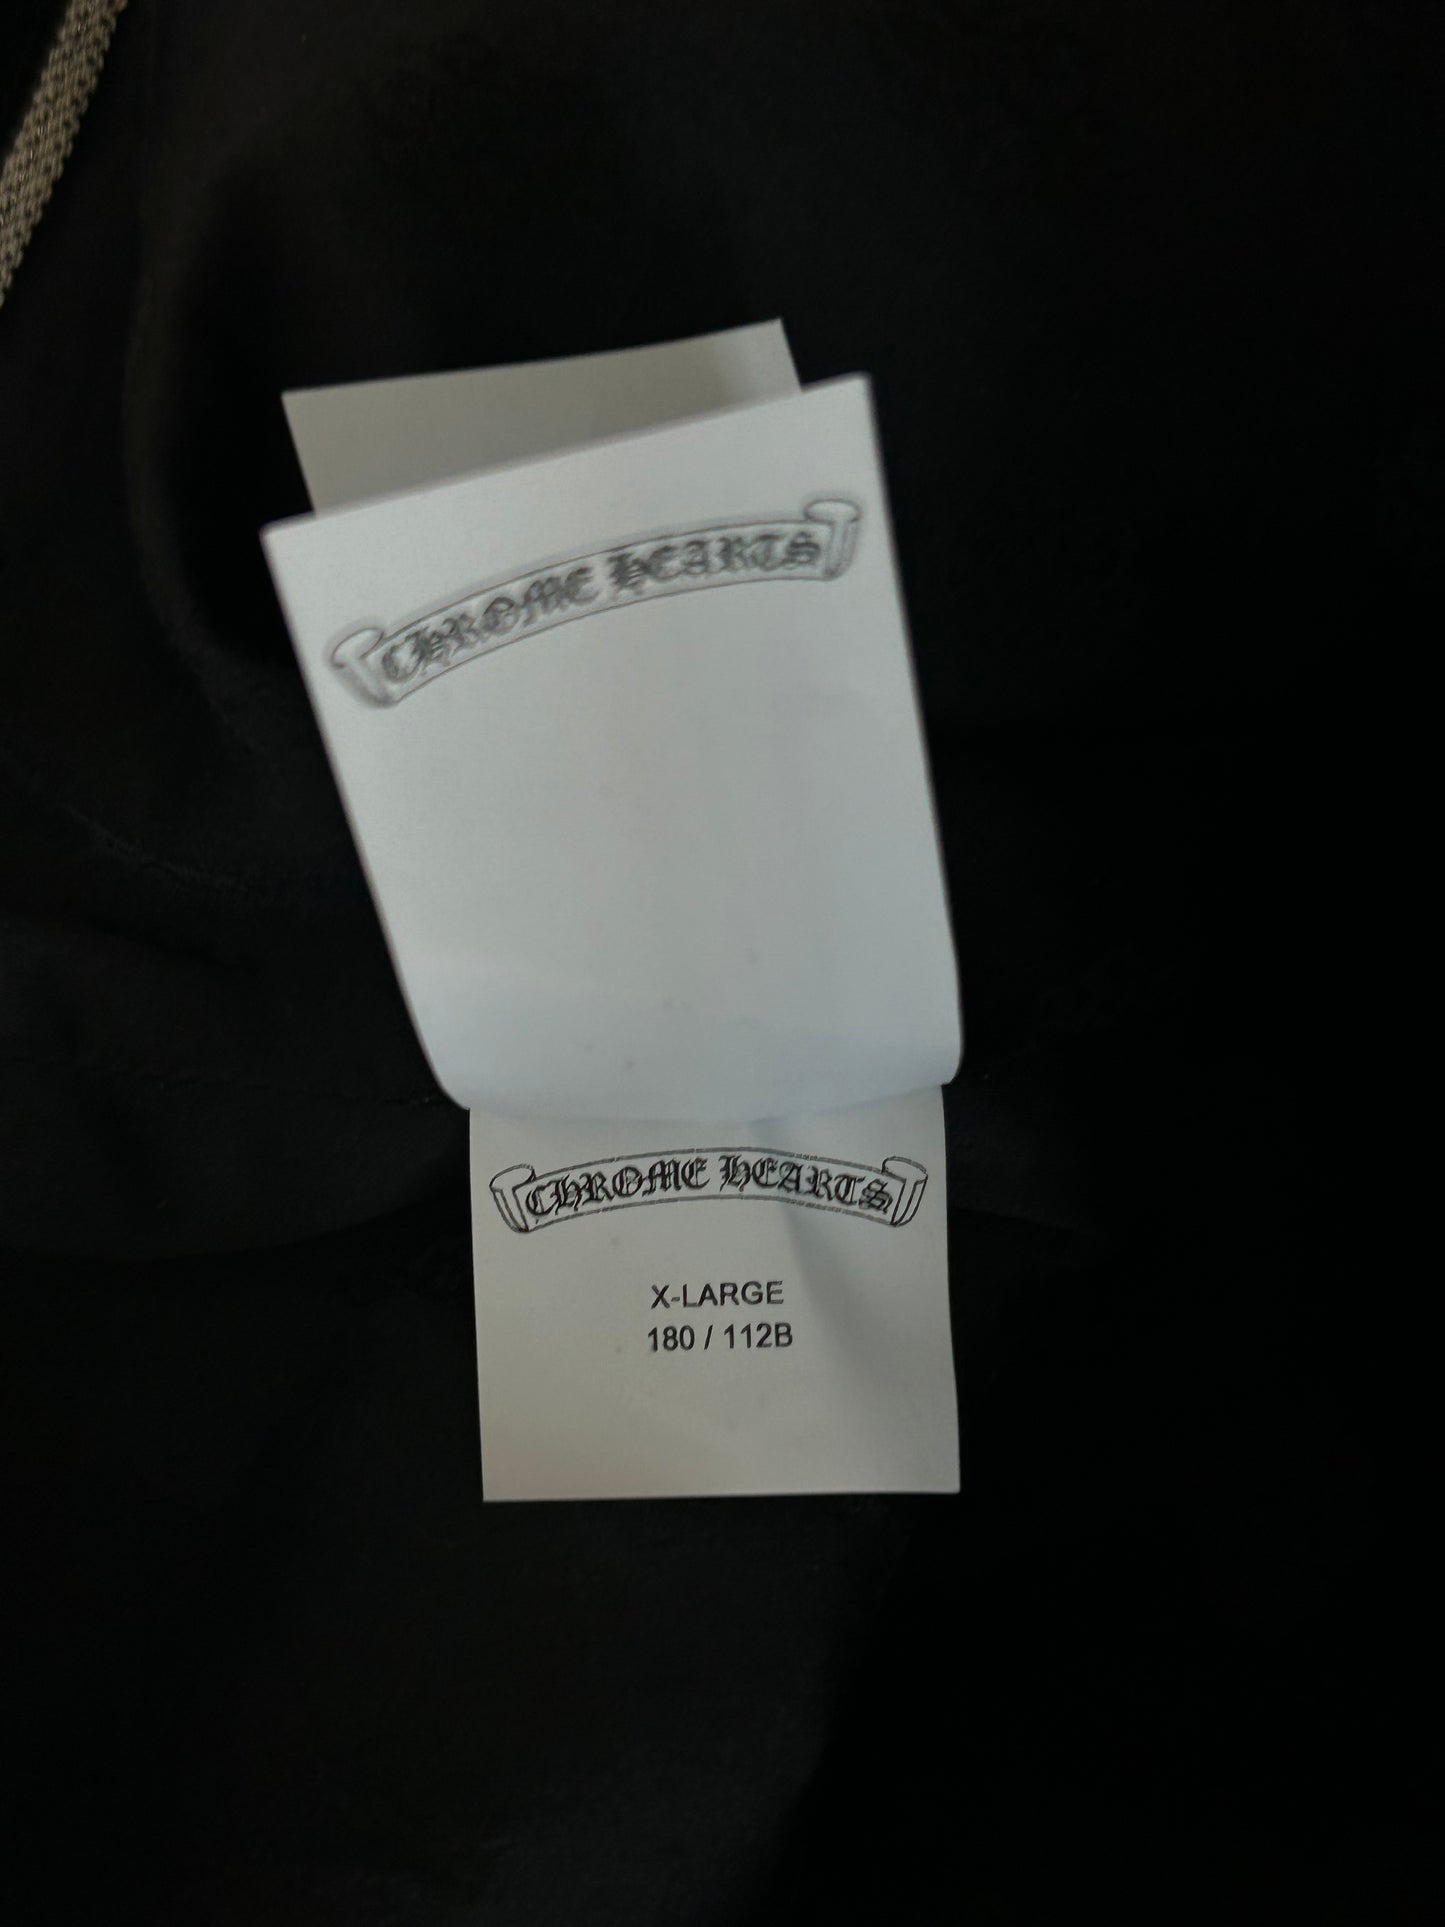 CHROME HEARTS
CHROME HEARTS
X-LARGE
180 / 112B